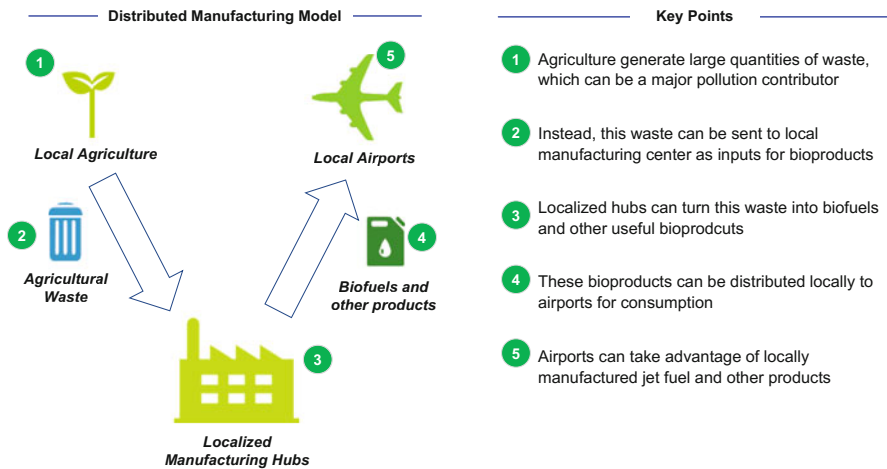 Distributed Manufacturing Model
1
Local Agriculture
5
Local Airports
2
Agricultural
Waste
4
Biofuels and
other products
3
Localized
Manufacturing Hubs
Key Points
1 Agriculture generate large quantities of waste,
which can be a major pollution contributor
2 Instead, this waste can be sent to local
manufacturing center as inputs for bioproducts
3 Localized hubs can turn this waste into biofuels
and other useful bioprodcuts
4 These bioproducts can be distributed locally to
airports for consumption
5 Airports can take advantage of locally
manufactured jet fuel and other products